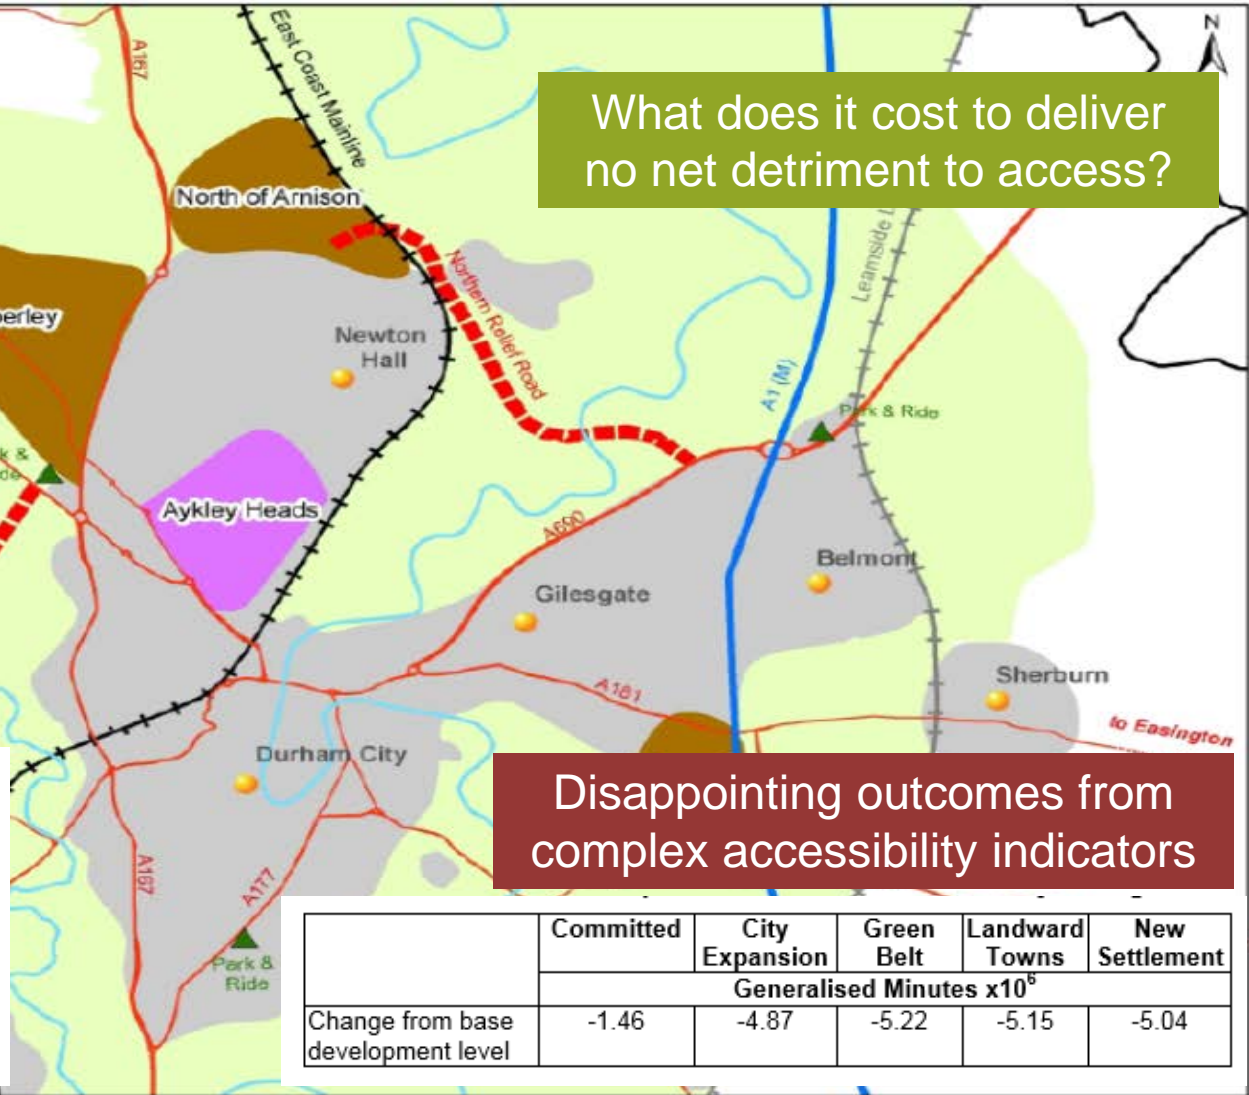 N
A167
East Coast Mainline
What does it cost to deliver
no net detriment to access?
North of Arnison
Leamside
Northern Relief Road
erley
Newton
Hall
A1 (M)
Park & Ride
Aykley Heads
A690
Belmont
Gilesgate
Sherburn
A181
to Easington
Durham City
Disappointing outcomes from
complex accessibility indicators
A167
A177
Park &
Ride
Committed City Expansion Green Belt Landward Towns New Settlement
Generalised Minutes x10⁶
Change from base development level -1.46 -4.87 -5.22 -5.15 -5.04